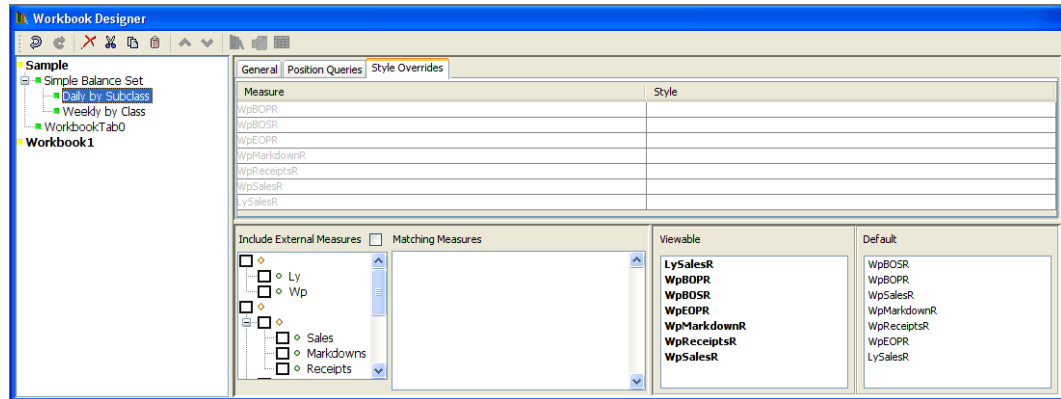 Workbook Designer
Sample
Simple Balance Set
Daily by Subclass
Weekly by Class
WorkbookTab0
Workbook1
General Position Queries Style Overrides
Measure Style
WpBOPR
WpBOSR
WpEOPR
WpMarkdownR
WpReceiptsR
WpSalesR
LySalesR
Include External Measures Matching Measures
Ly
Wp
Sales
Markdowns
Receipts
Viewable
LySalesR
WpBOPR
WpBOSR
WpEOPR
WpMarkdownR
WpReceiptsR
WpSalesR
Default
WpBOSR
WpBOPR
WpSalesR
WpMarkdownR
WpReceiptsR
WpEOPR
LySalesR